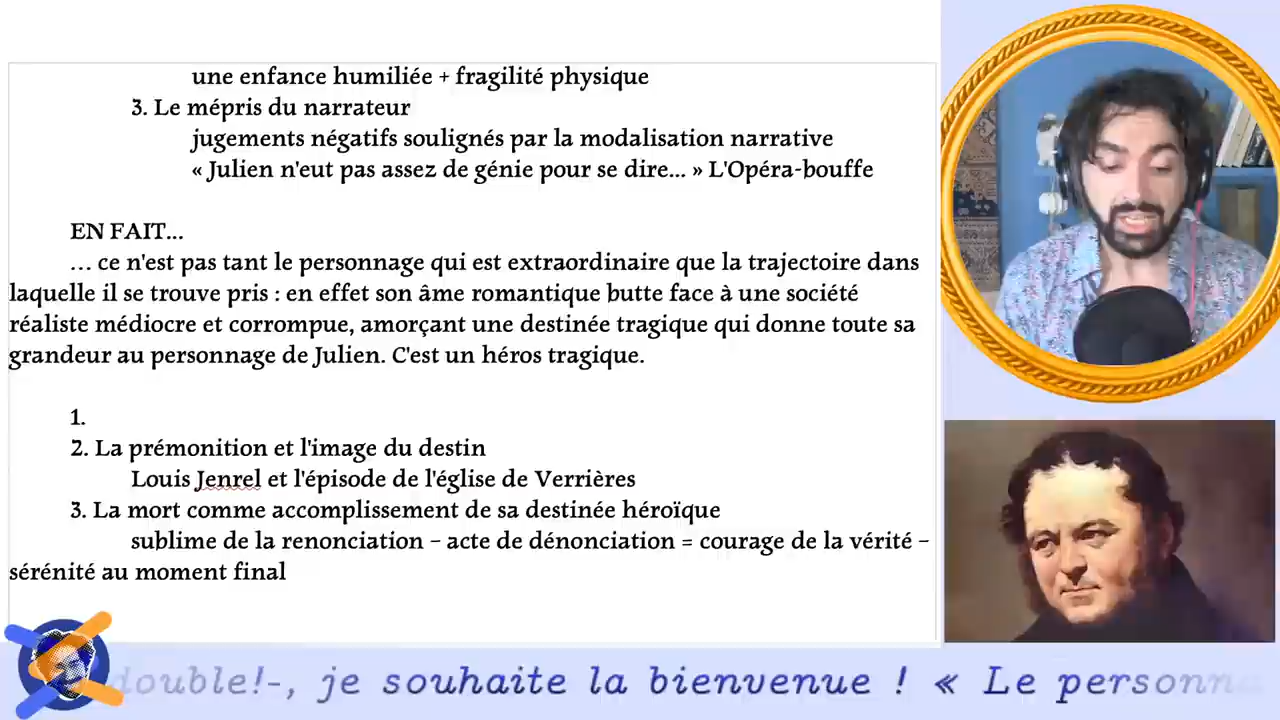 une enfance humiliée + fragilité physique
3. Le mépris du narrateur
jugements négatifs soulignés par la modalisation narrative
« Julien n'eut pas assez de génie pour se dire... » L'Opéra-bouffe
EN FAIT...
... ce n'est pas tant le personnage qui est extraordinaire que la trajectoire dans
laquelle il se trouve pris : en effet son âme romantique butte face à une société
réaliste médiocre et corrompue, amorçant une destinée tragique qui donne toute sa
grandeur au personnage de Julien. C'est un héros tragique.
1.
2. La prémonition et l'image du destin
Louis Jenrel et l'épisode de l'église de Verrières
3. La mort comme accomplissement de sa destinée héroïque
sublime de la renonciation – acte de dénonciation = courage de la vérité –
sérénité au moment final
double!-, je souhaite la bienvenue ! « Le personna